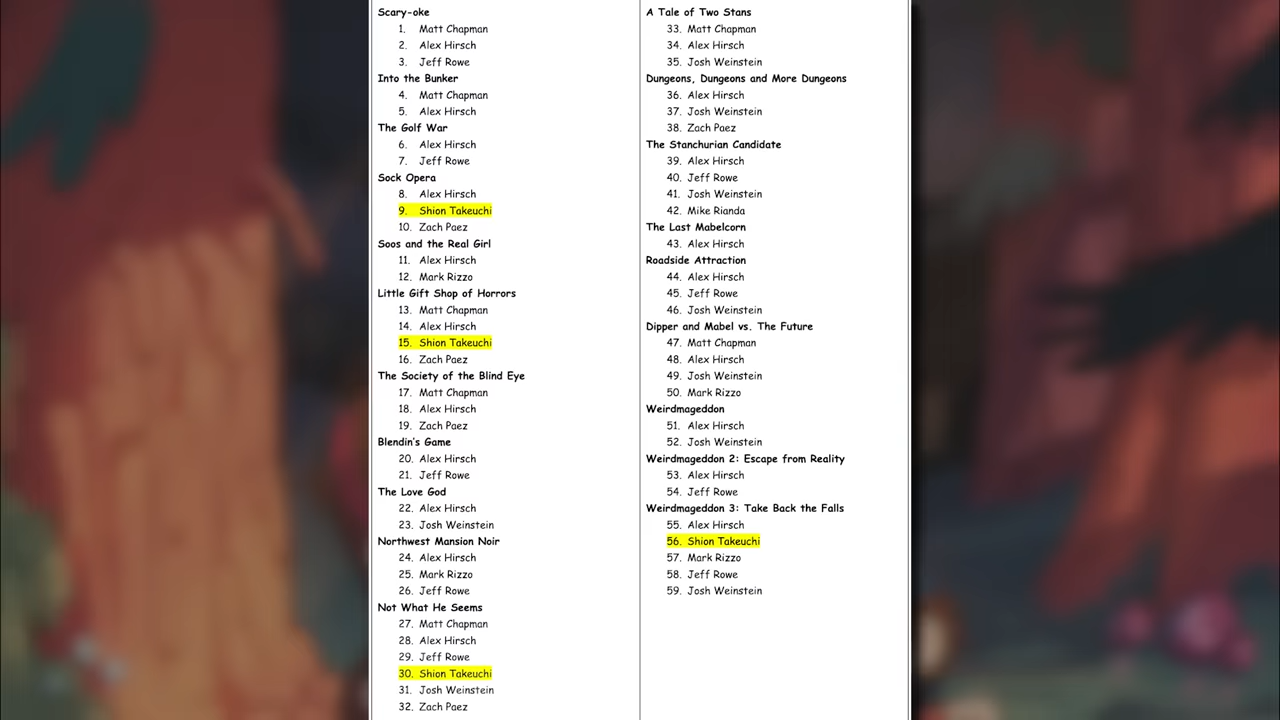 Scary-oke
1. Matt Chapman
2. Alex Hirsch
3. Jeff Rowe
Into the Bunker
4. Matt Chapman
5. Alex Hirsch
The Golf War
6. Alex Hirsch
7. Jeff Rowe
Sock Opera
8. Alex Hirsch
9. Shion Takeuchi
10. Zach Paez
Soos and the Real Girl
11. Alex Hirsch
12. Mark Rizzo
Little Gift Shop of Horrors
13. Matt Chapman
14. Alex Hirsch
15. Shion Takeuchi
16. Zach Paez
The Society of the Blind Eye
17. Matt Chapman
18. Alex Hirsch
19. Zach Paez
Blendin's Game
20. Alex Hirsch
21. Jeff Rowe
The Love God
22. Alex Hirsch
23. Josh Weinstein
Northwest Mansion Noir
24. Alex Hirsch
25. Mark Rizzo
26. Jeff Rowe
Not What He Seems
27. Matt Chapman
28. Alex Hirsch
29. Jeff Rowe
30. Shion Takeuchi
31. Josh Weinstein
32. Zach Paez
A Tale of Two Stans
33. Matt Chapman
34. Alex Hirsch
35. Josh Weinstein
Dungeons, Dungeons and More Dungeons
36. Alex Hirsch
37. Josh Weinstein
38. Zach Paez
The Stanchurian Candidate
39. Alex Hirsch
40. Jeff Rowe
41. Josh Weinstein
42. Mike Rianda
The Last Mabelcorn
43. Alex Hirsch
Roadside Attraction
44. Alex Hirsch
45. Jeff Rowe
46. Josh Weinstein
Dipper and Mabel vs. The Future
47. Matt Chapman
48. Alex Hirsch
49. Josh Weinstein
50. Mark Rizzo
Weirdmageddon
51. Alex Hirsch
52. Josh Weinstein
Weirdmageddon 2: Escape from Reality
53. Alex Hirsch
54. Jeff Rowe
Weirdmageddon 3: Take Back the Falls
55. Alex Hirsch
56. Shion Takeuchi
57. Mark Rizzo
58. Jeff Rowe
59. Josh Weinstein